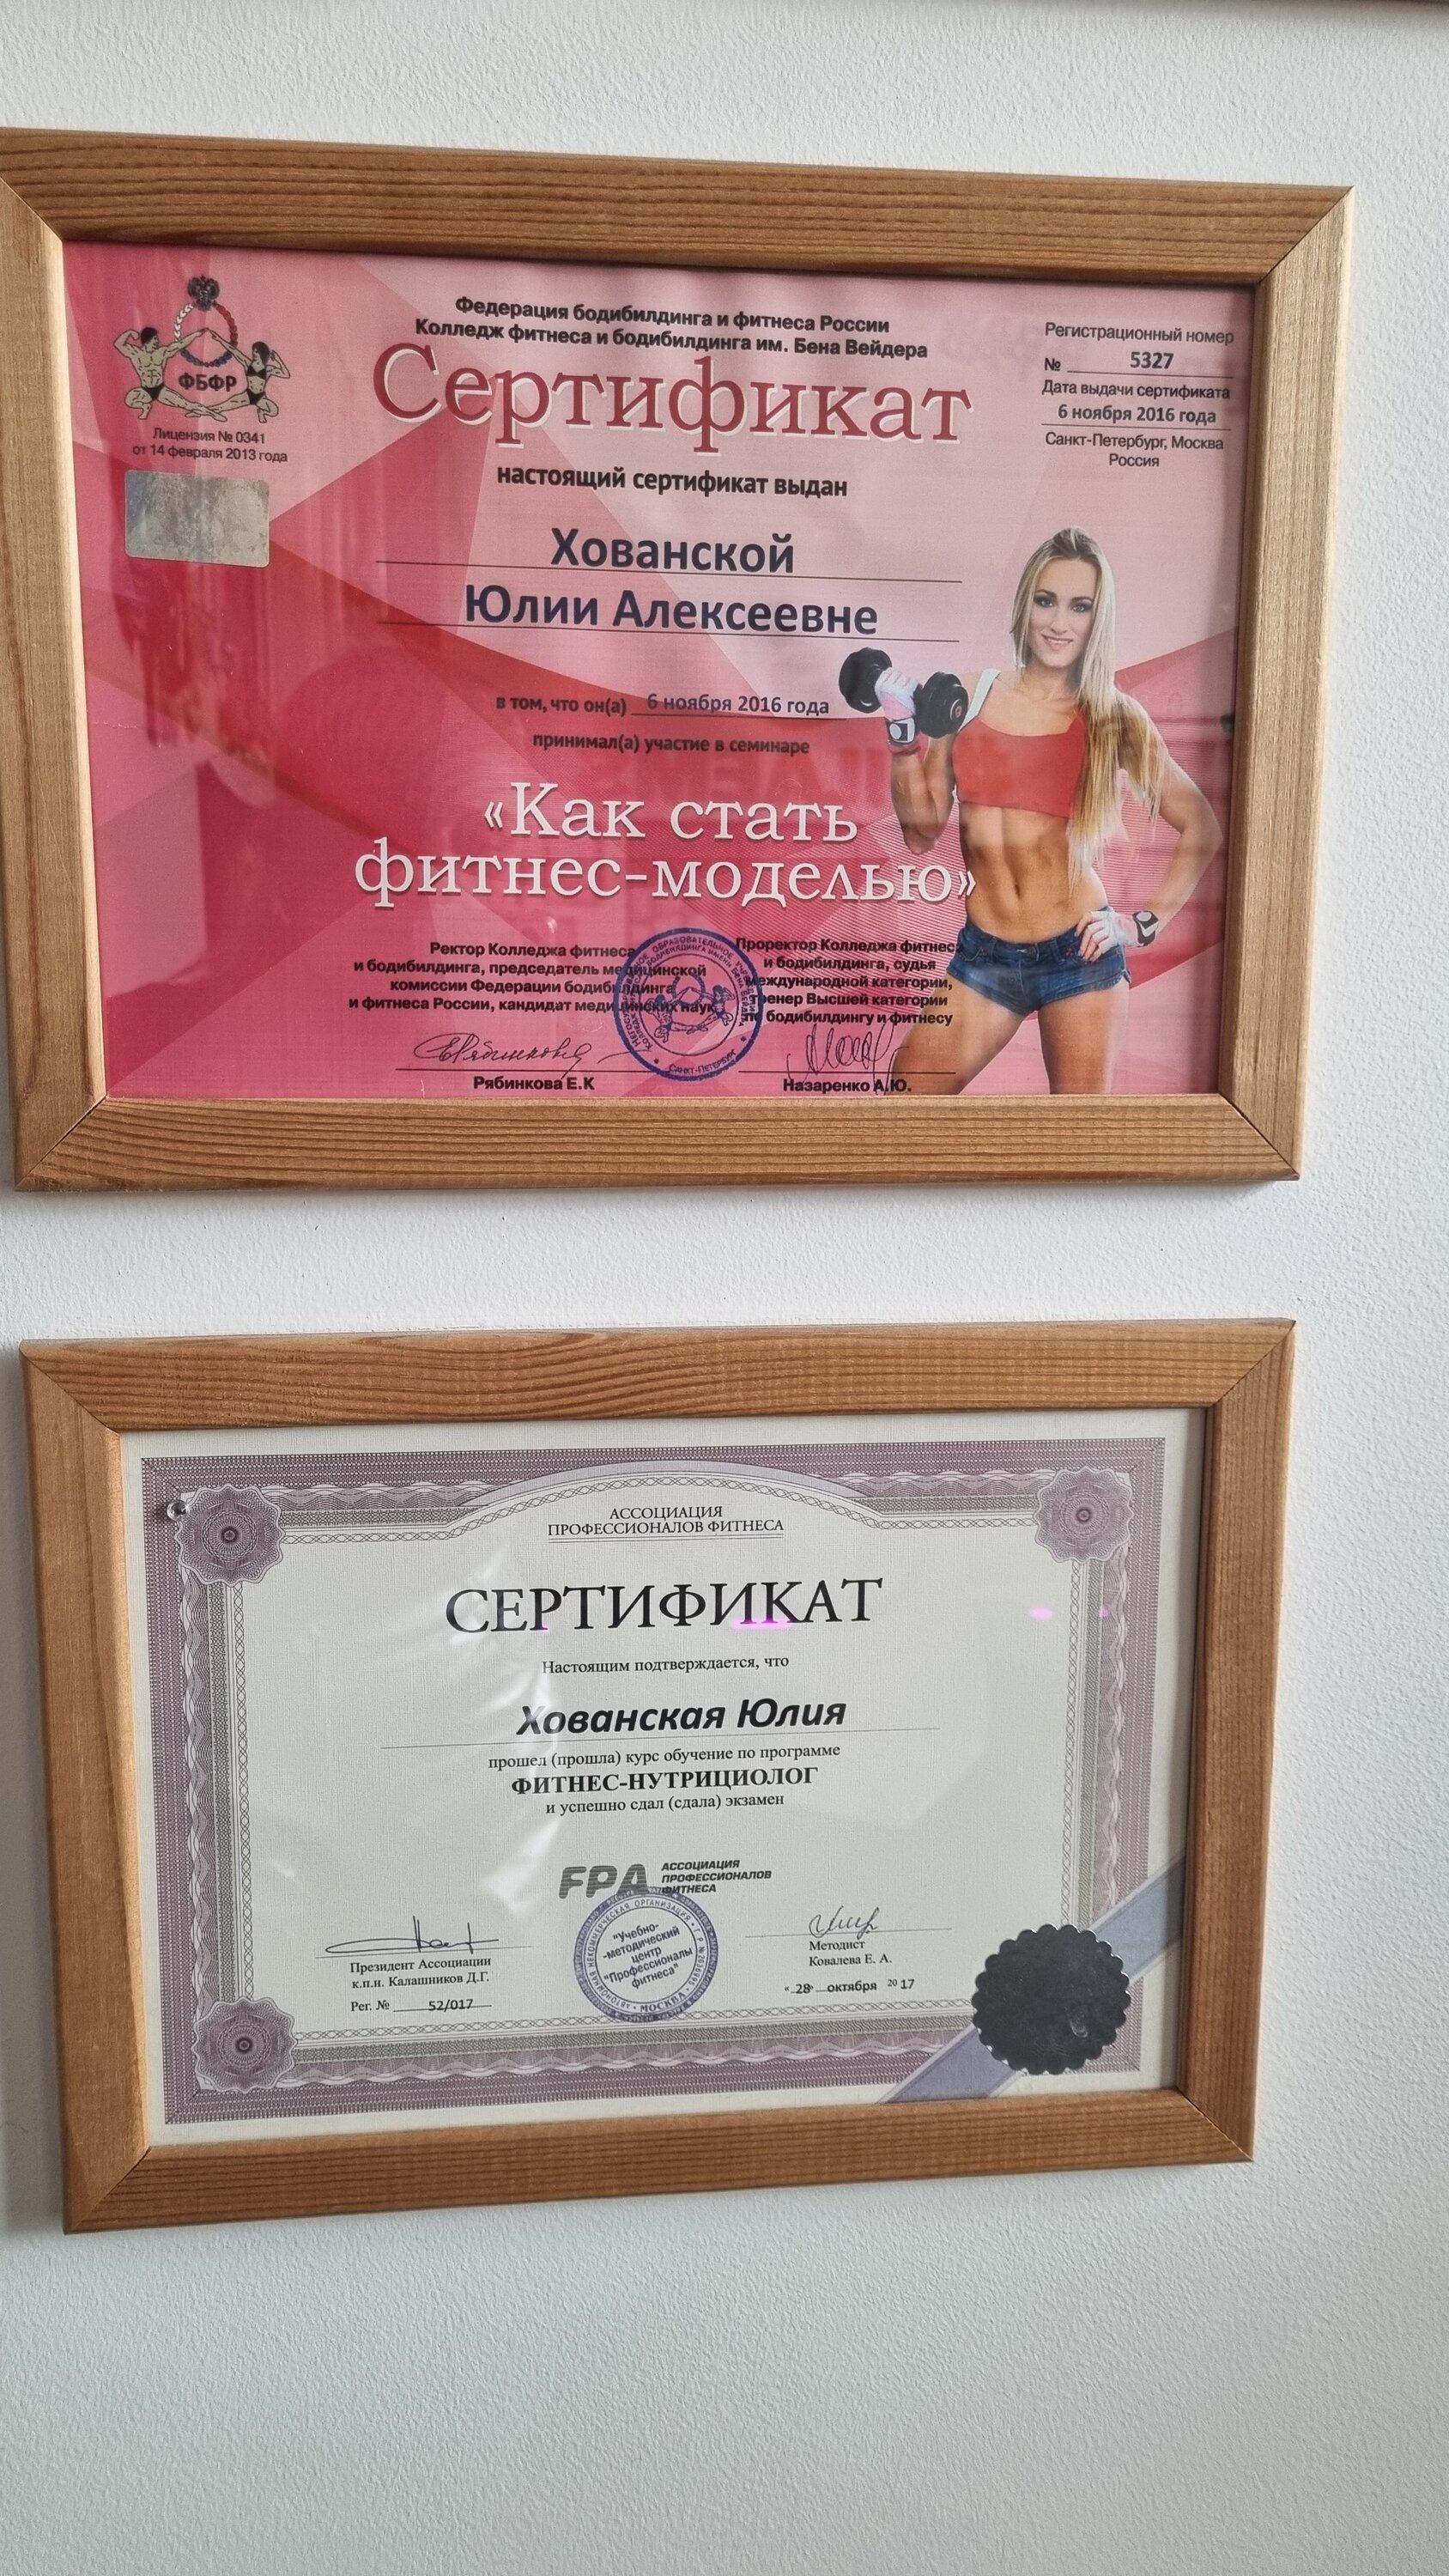 ФБФР
Лицензия № 0341
от 14 февраля 2013 года
Федерация бодибилдинга и фитнеса России
Колледж фитнеса и бодибилдинга им. Бена Вейдера
Сертификат
Регистрационный номер
№ 5327
Дата выдачи сертификата
6 ноября 2016 года
Санкт-Петербург, Москва
Россия
настоящий сертификат выдан
Хованской
Юлии Алексеевне
в том, что он(а) 6 ноября 2016 года
принимал(а) участие в семинаре
«Как стать
фитнес-моделью»
Ректор Колледжа фитнеса
и бодибилдинга, председатель медицинской
комиссии Федерации бодибилдинга
и фитнеса России, кандидат медицинских наук
Рябинкова Е.К
Проректор Колледжа фитнеса
и бодибилдинга, судья
международной категории,
тренер Высшей категории
по бодибилдингу и фитнесу
Назаренко А.Ю.
САНКТ-ПЕТЕРБУРГ
АССОЦИАЦИЯ
ПРОФЕССИОНАЛОВ ФИТНЕСА
СЕРТИФИКАТ
Настоящим подтверждается, что
Хованская Юлия
прошел (прошла) курс обучение по программе
ФИТНЕС-НУТРИЦИОЛОГ
и успешно сдал (сдала) экзамен
FPA
АССОЦИАЦИЯ
ПРОФЕССИОНАЛОВ
ФИТНЕСА
Президент Ассоциации
к.п.н. Калашников Д.Г.
Рег. № 52/017
"Учебно-
-методический
центр
"Профессионалы
фитнеса"
МОСКВА
Методист
Ковалева Е. А.
«28» октября 2017